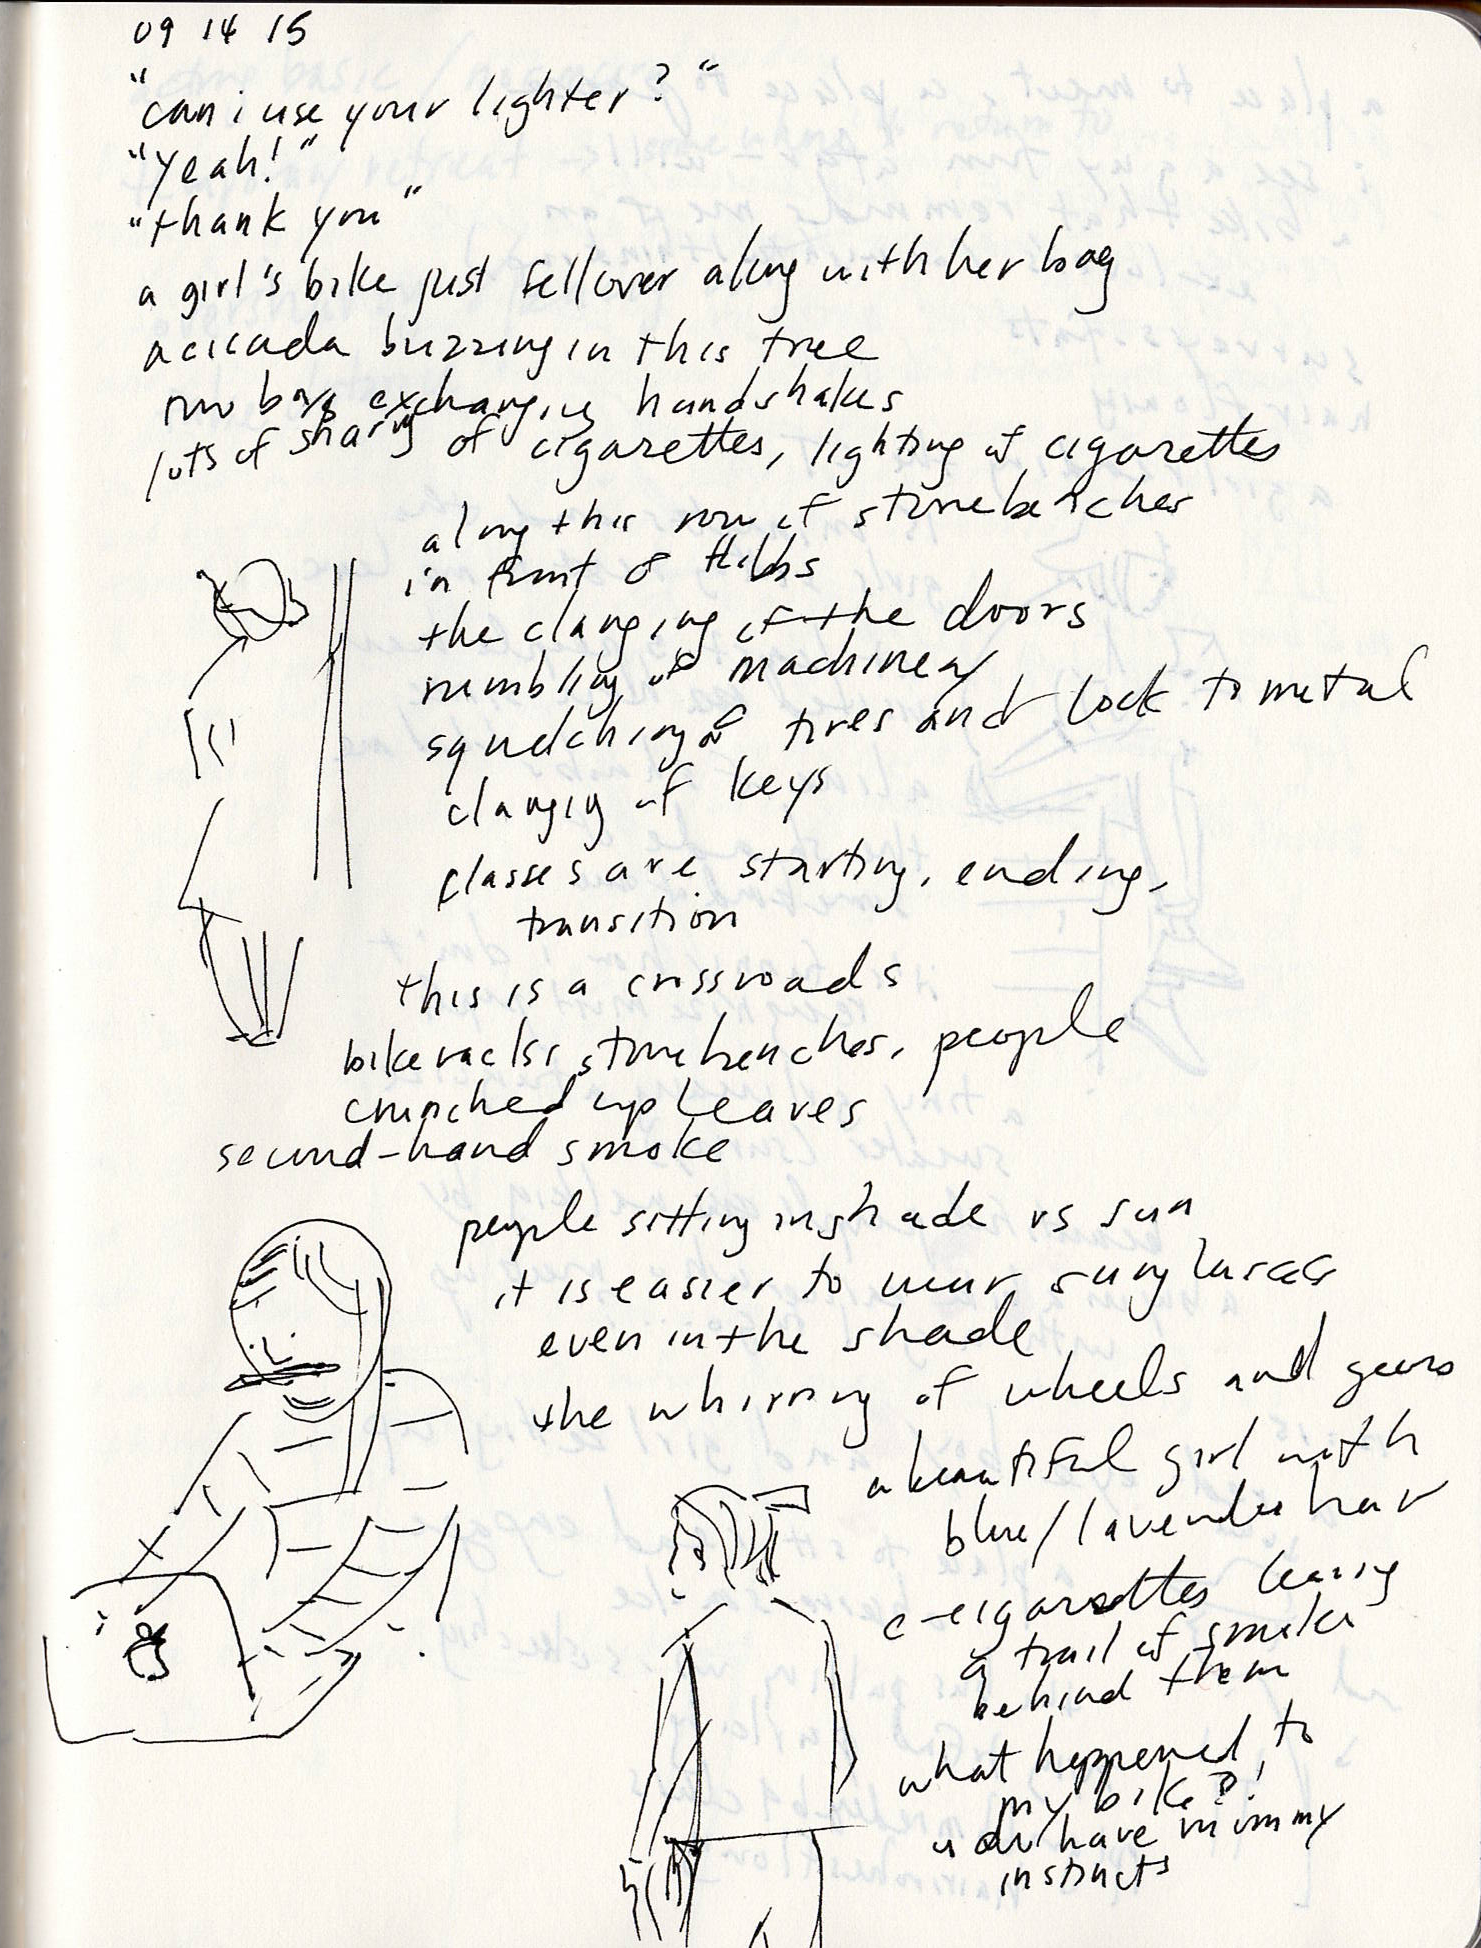 09 14 15
"can i use your lighter?"
"Yeah!"
"thank you"
a girl's bike just fell over along with her bag
a cicada buzzing in this tree
two boys exchanging handshakes
lots of sharing of cigarettes, lighting of cigarettes
along this row of stone benches
in front of Hibbs
the clanging of the doors
rumbling of machinery
squelching of tires and lock to metal
clanging of keys
classes are starting, ending,
transition
this is a crossroads
bike racks, stone benches, people
crunched up leaves
second-hand smoke
people sitting in shade vs sun
it is easier to wear sunglasses
even in the shade
the whirring of wheels and gears
a beautiful girl with
blue/lavender hair
e-cigarettes leaving
a trail of smoke
behind them
what happened to
my bike?!
u do have mommy
instincts